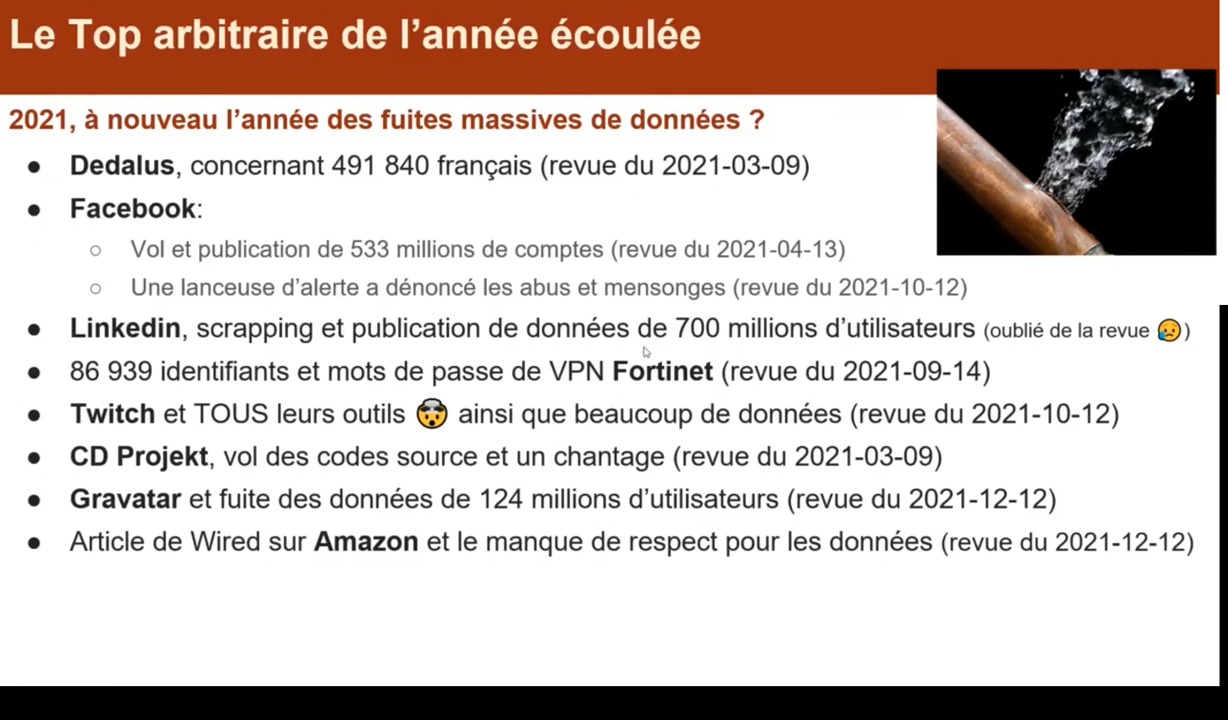 Le Top arbitraire de l’année écoulée
2021, à nouveau l’année des fuites massives de données ?
● Dedalus, concernant 491 840 français (revue du 2021-03-09)
● Facebook:
○ Vol et publication de 533 millions de comptes (revue du 2021-04-13)
○ Une lanceuse d’alerte a dénoncé les abus et mensonges (revue du 2021-10-12)
● Linkedin, scrapping et publication de données de 700 millions d’utilisateurs (oublié de la revue 😥)
● 86 939 identifiants et mots de passe de VPN Fortinet (revue du 2021-09-14)
● Twitch et TOUS leurs outils 🤯 ainsi que beaucoup de données (revue du 2021-10-12)
● CD Projekt, vol des codes source et un chantage (revue du 2021-03-09)
● Gravatar et fuite des données de 124 millions d’utilisateurs (revue du 2021-12-12)
● Article de Wired sur Amazon et le manque de respect pour les données (revue du 2021-12-12)